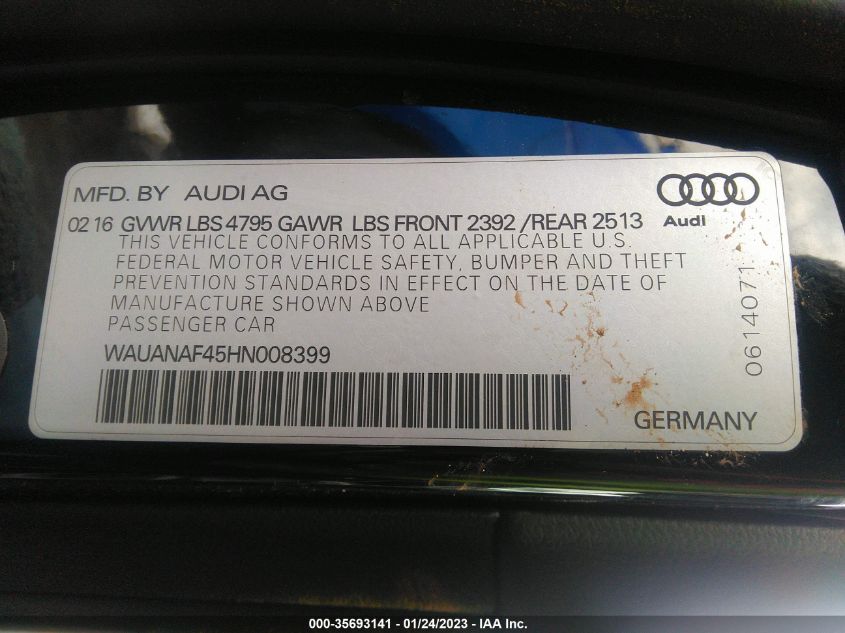 MFD. BY AUDI AG
02 16 GVWR LBS 4795 GAWR LBS FRONT 2392 /REAR 2513
Audi
THIS VEHICLE CONFORMS TO ALL APPLICABLE U.S.
FEDERAL MOTOR VEHICLE SAFETY, BUMPER AND THEFT
PREVENTION STANDARDS IN EFFECT ON THE DATE OF
MANUFACTURE SHOWN ABOVE
PASSENGER CAR
WAUANAF45HN008399
0614071
GERMANY
000-35693141 - 01/24/2023 - IAA Inc.